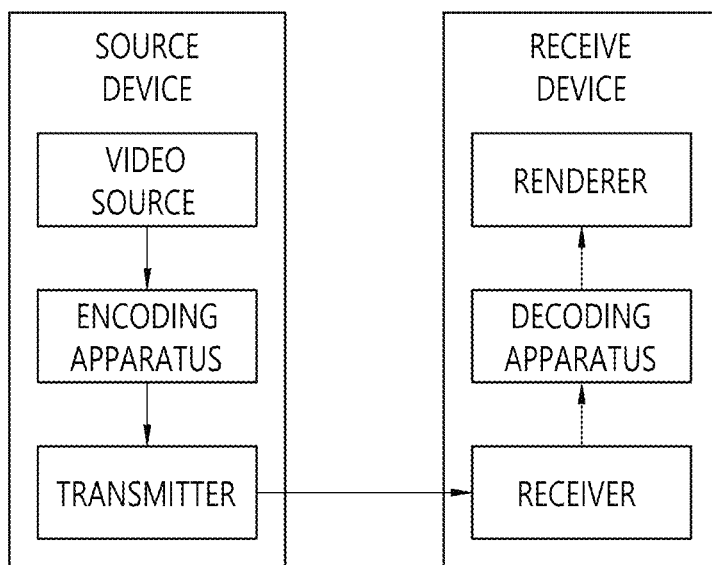 SOURCE
DEVICE
VIDEO
SOURCE
ENCODING
APPARATUS
TRANSMITTER
RECEIVE
DEVICE
RENDERER
DECODING
APPARATUS
RECEIVER